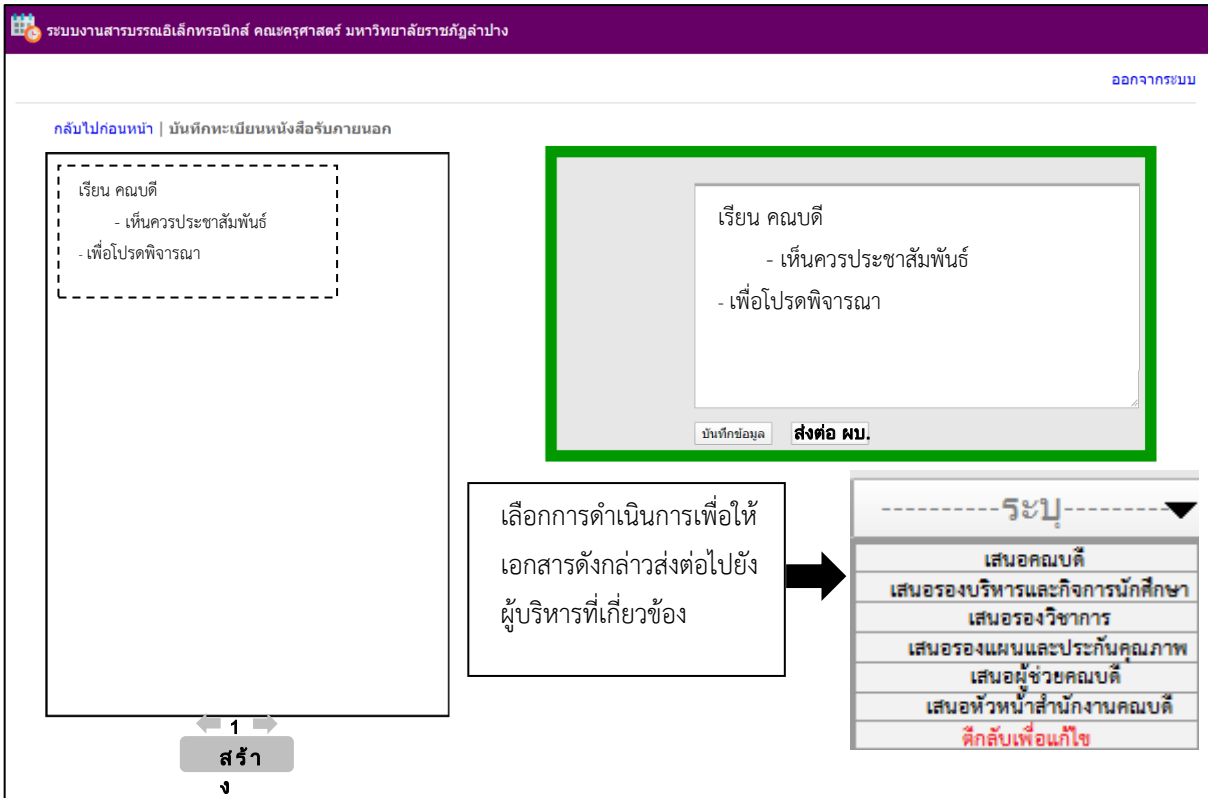 ระบบงานสารบรรณอิเล็กทรอนิกส์ คณะครุศาสตร์ มหาวิทยาลัยราชภัฏลำปาง
ออกจากระบบ
กลับไปก่อนหน้า | บันทึกทะเบียนหนังสือรับภายนอก
เรียน คณบดี
- เห็นควรประชาสัมพันธ์
- เพื่อโปรดพิจารณา
เรียน คณบดี
- เห็นควรประชาสัมพันธ์
- เพื่อโปรดพิจารณา
บันทึกข้อมูล ส่งต่อ ผบ.
เลือกการดำเนินการเพื่อให้
เอกสารดังกล่าวส่งต่อไปยัง
ผู้บริหารที่เกี่ยวข้อง
----------ระบุ----------
เสนอคณบดี
เสนอรองบริหารและกิจการนักศึกษา
เสนอรองวิชาการ
เสนอรองแผนและประกันคุณภาพ
เสนอผู้ช่วยคณบดี
เสนอหัวหน้าสำนักงานคณบดี
ตีกลับเพื่อแก้ไข
1
สร้า
ง